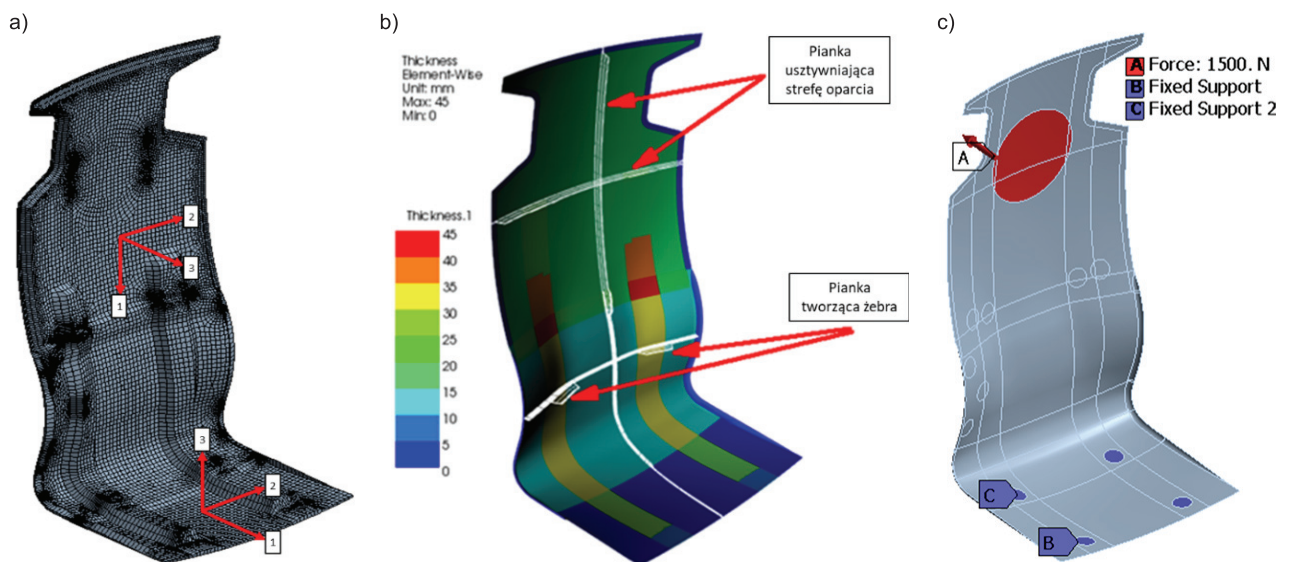 a)
2
3
1
3
2
1
b)
Thickness
Element-Wise
Unit: mm
Max: 45
Min: 0
Thickness.1
45
40
35
30
25
20
15
10
5
0
Pianka
usztywniająca
strefę oparcia
Pianka
tworząca żebra
c)
A Force: 1500. N
B Fixed Support
C Fixed Support 2
A
C
B